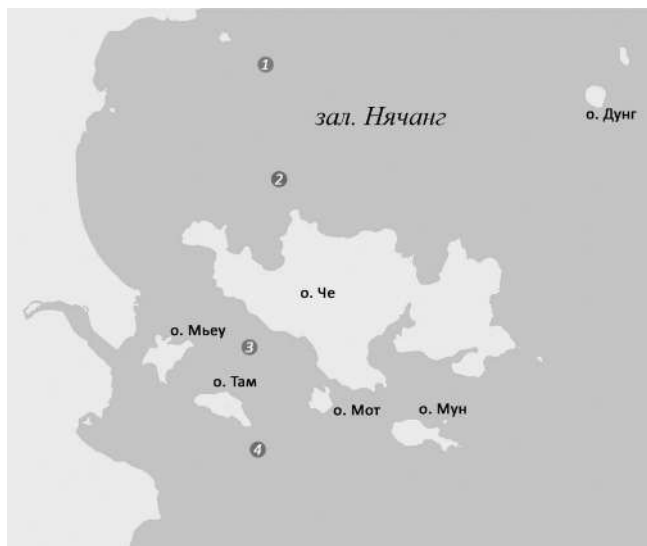 1
зал. Нячанг
о. Дунг
2
о. Че
о. Мьеу
3
о. Там
о. Мот
о. Мун
4